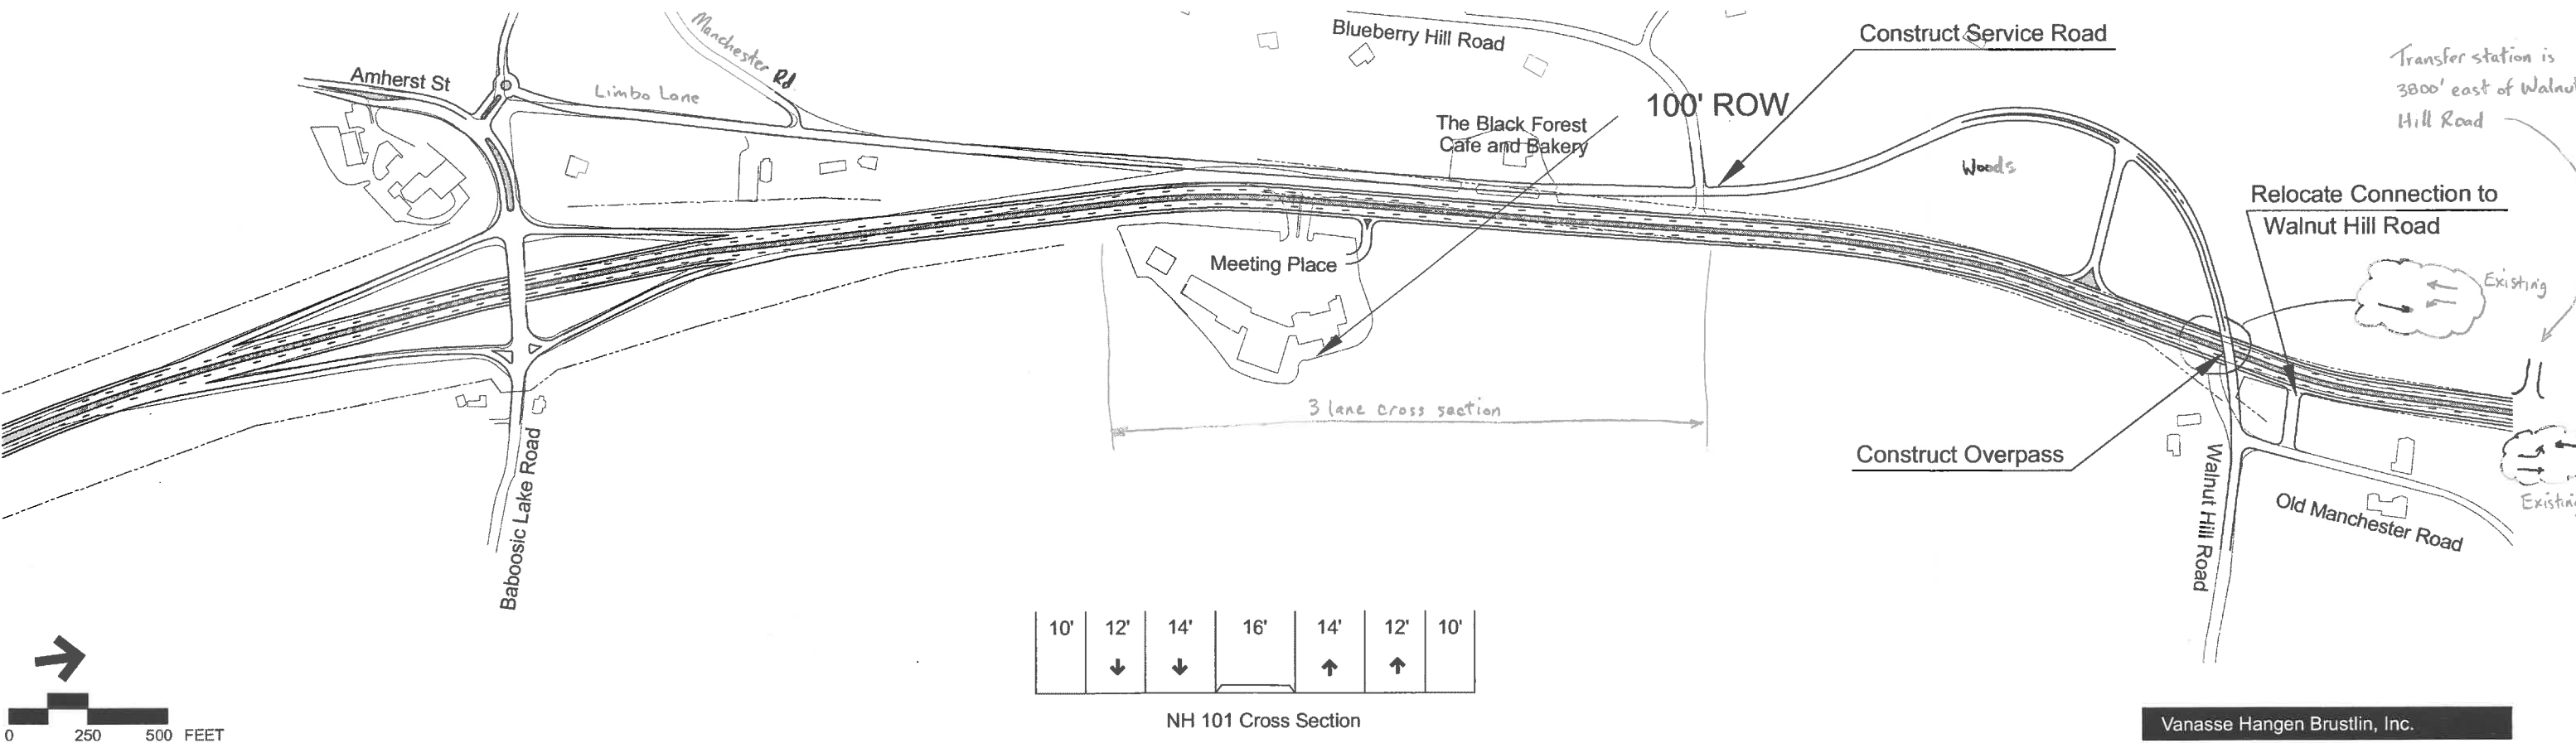 Amherst St
Manchester Rd
Limbo Lane
Blueberry Hill Road
Construct Service Road
Transfer station is
3800' east of Walnut
Hill Road
100' ROW
The Black Forest
Cafe and Bakery
Woods
Relocate Connection to
Walnut Hill Road
Meeting Place
Existing
3 lane cross section
Construct Overpass
Baboosic Lake Road
Walnut Hill Road
Old Manchester Road
Existing
10' 12' 14' 16' 14' 12' 10'
NH 101 Cross Section
0 250 500 FEET
Vanasse Hangen Brustlin, Inc.